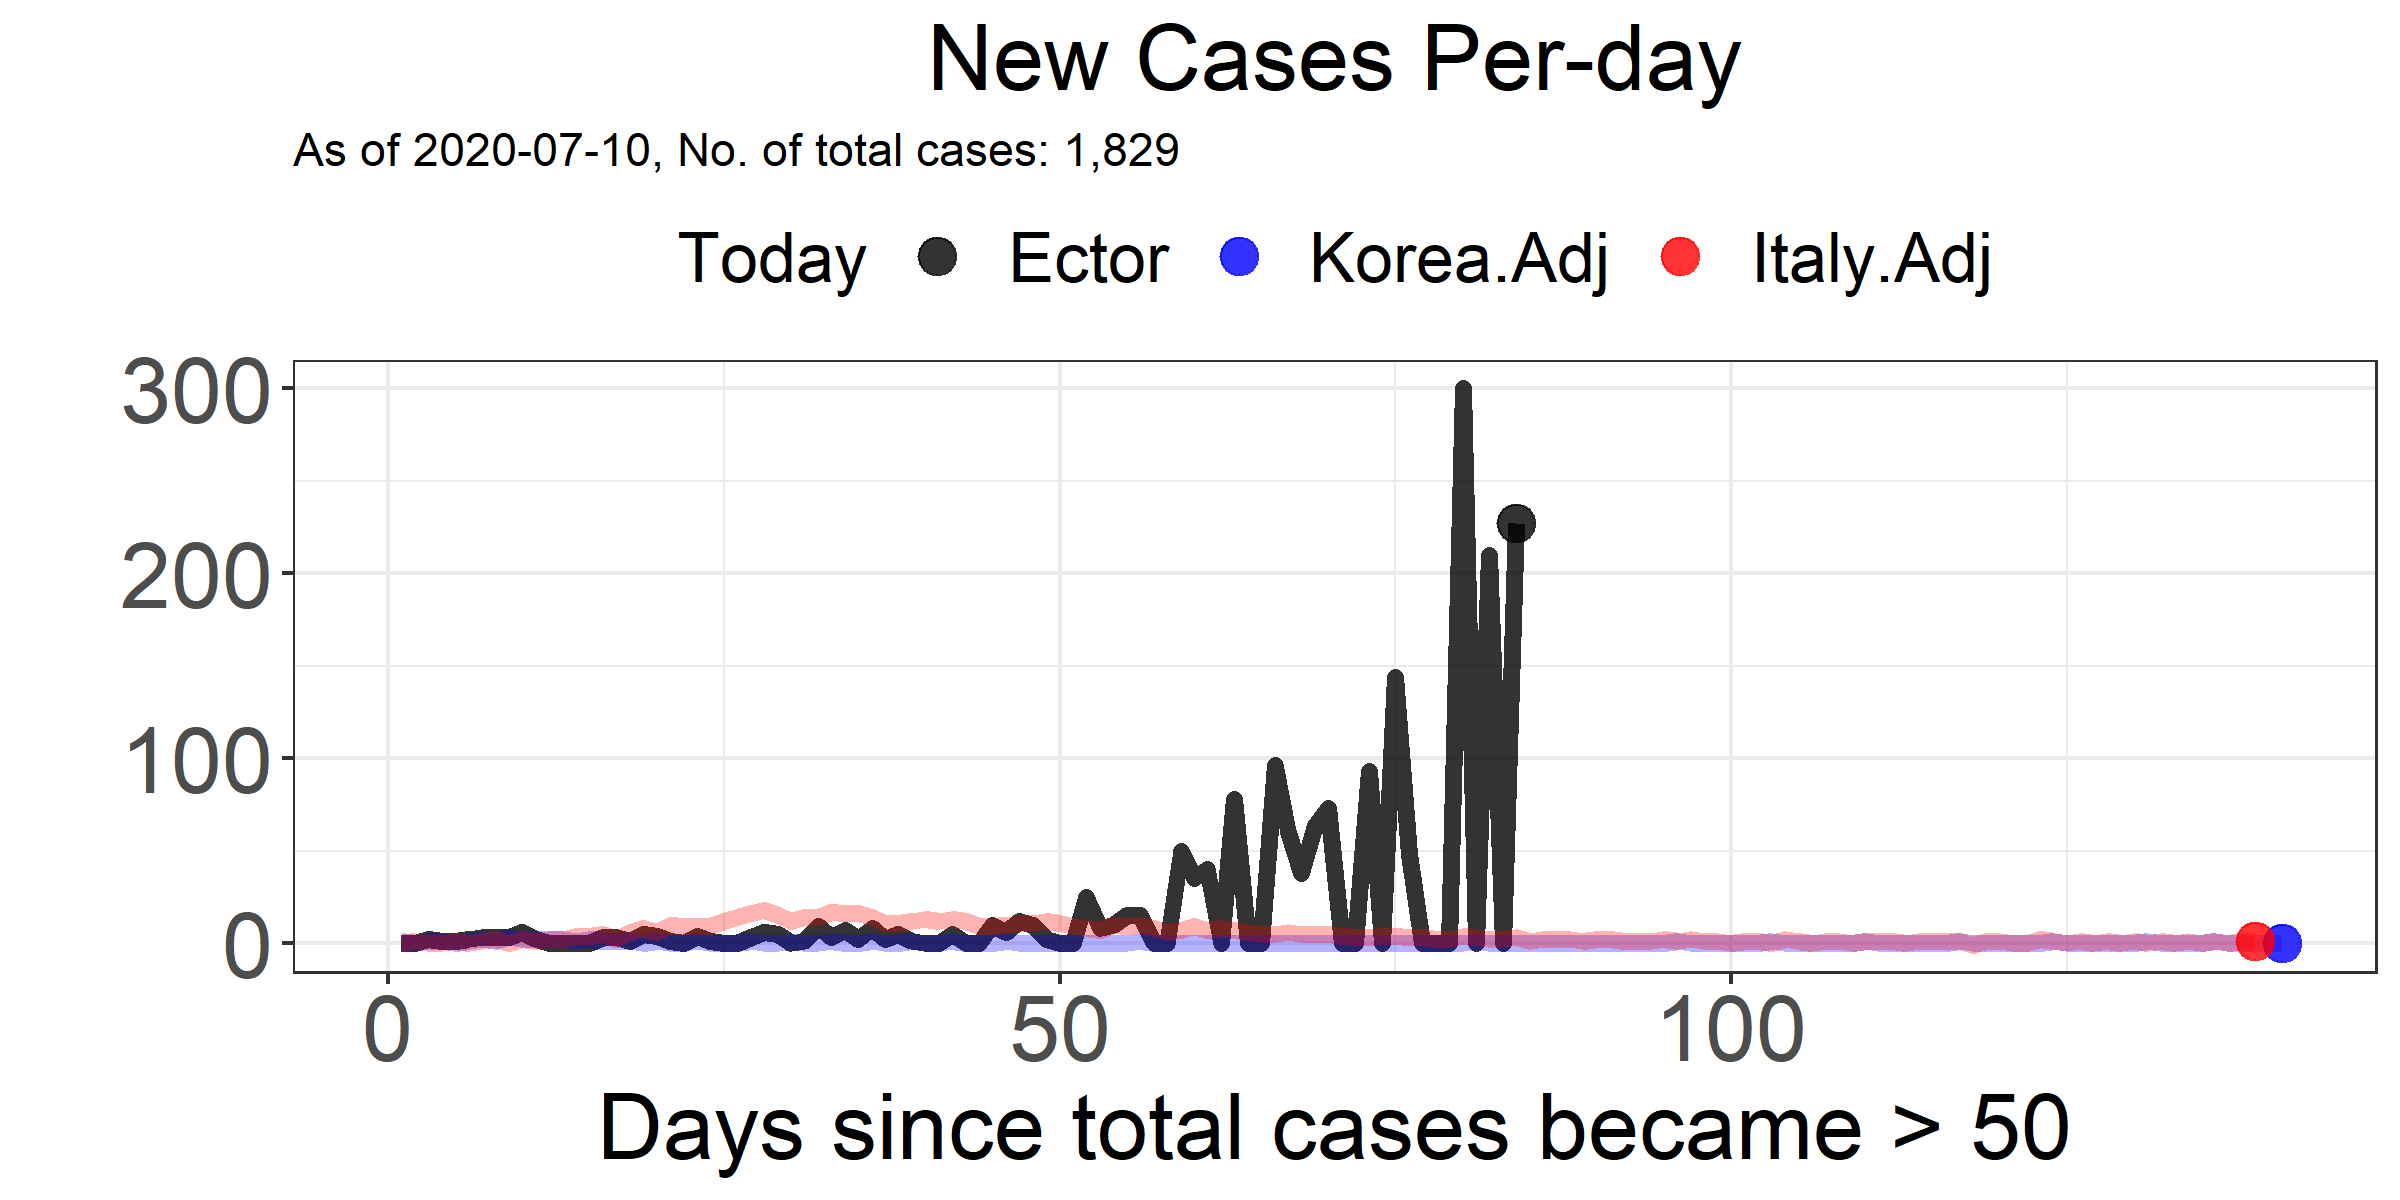 New Cases Per-day
As of 2020-07-10, No. of total cases: 1,829
Today Ector Korea.Adj Italy.Adj
300
200
100
0
0 50 100
Days since total cases became > 50